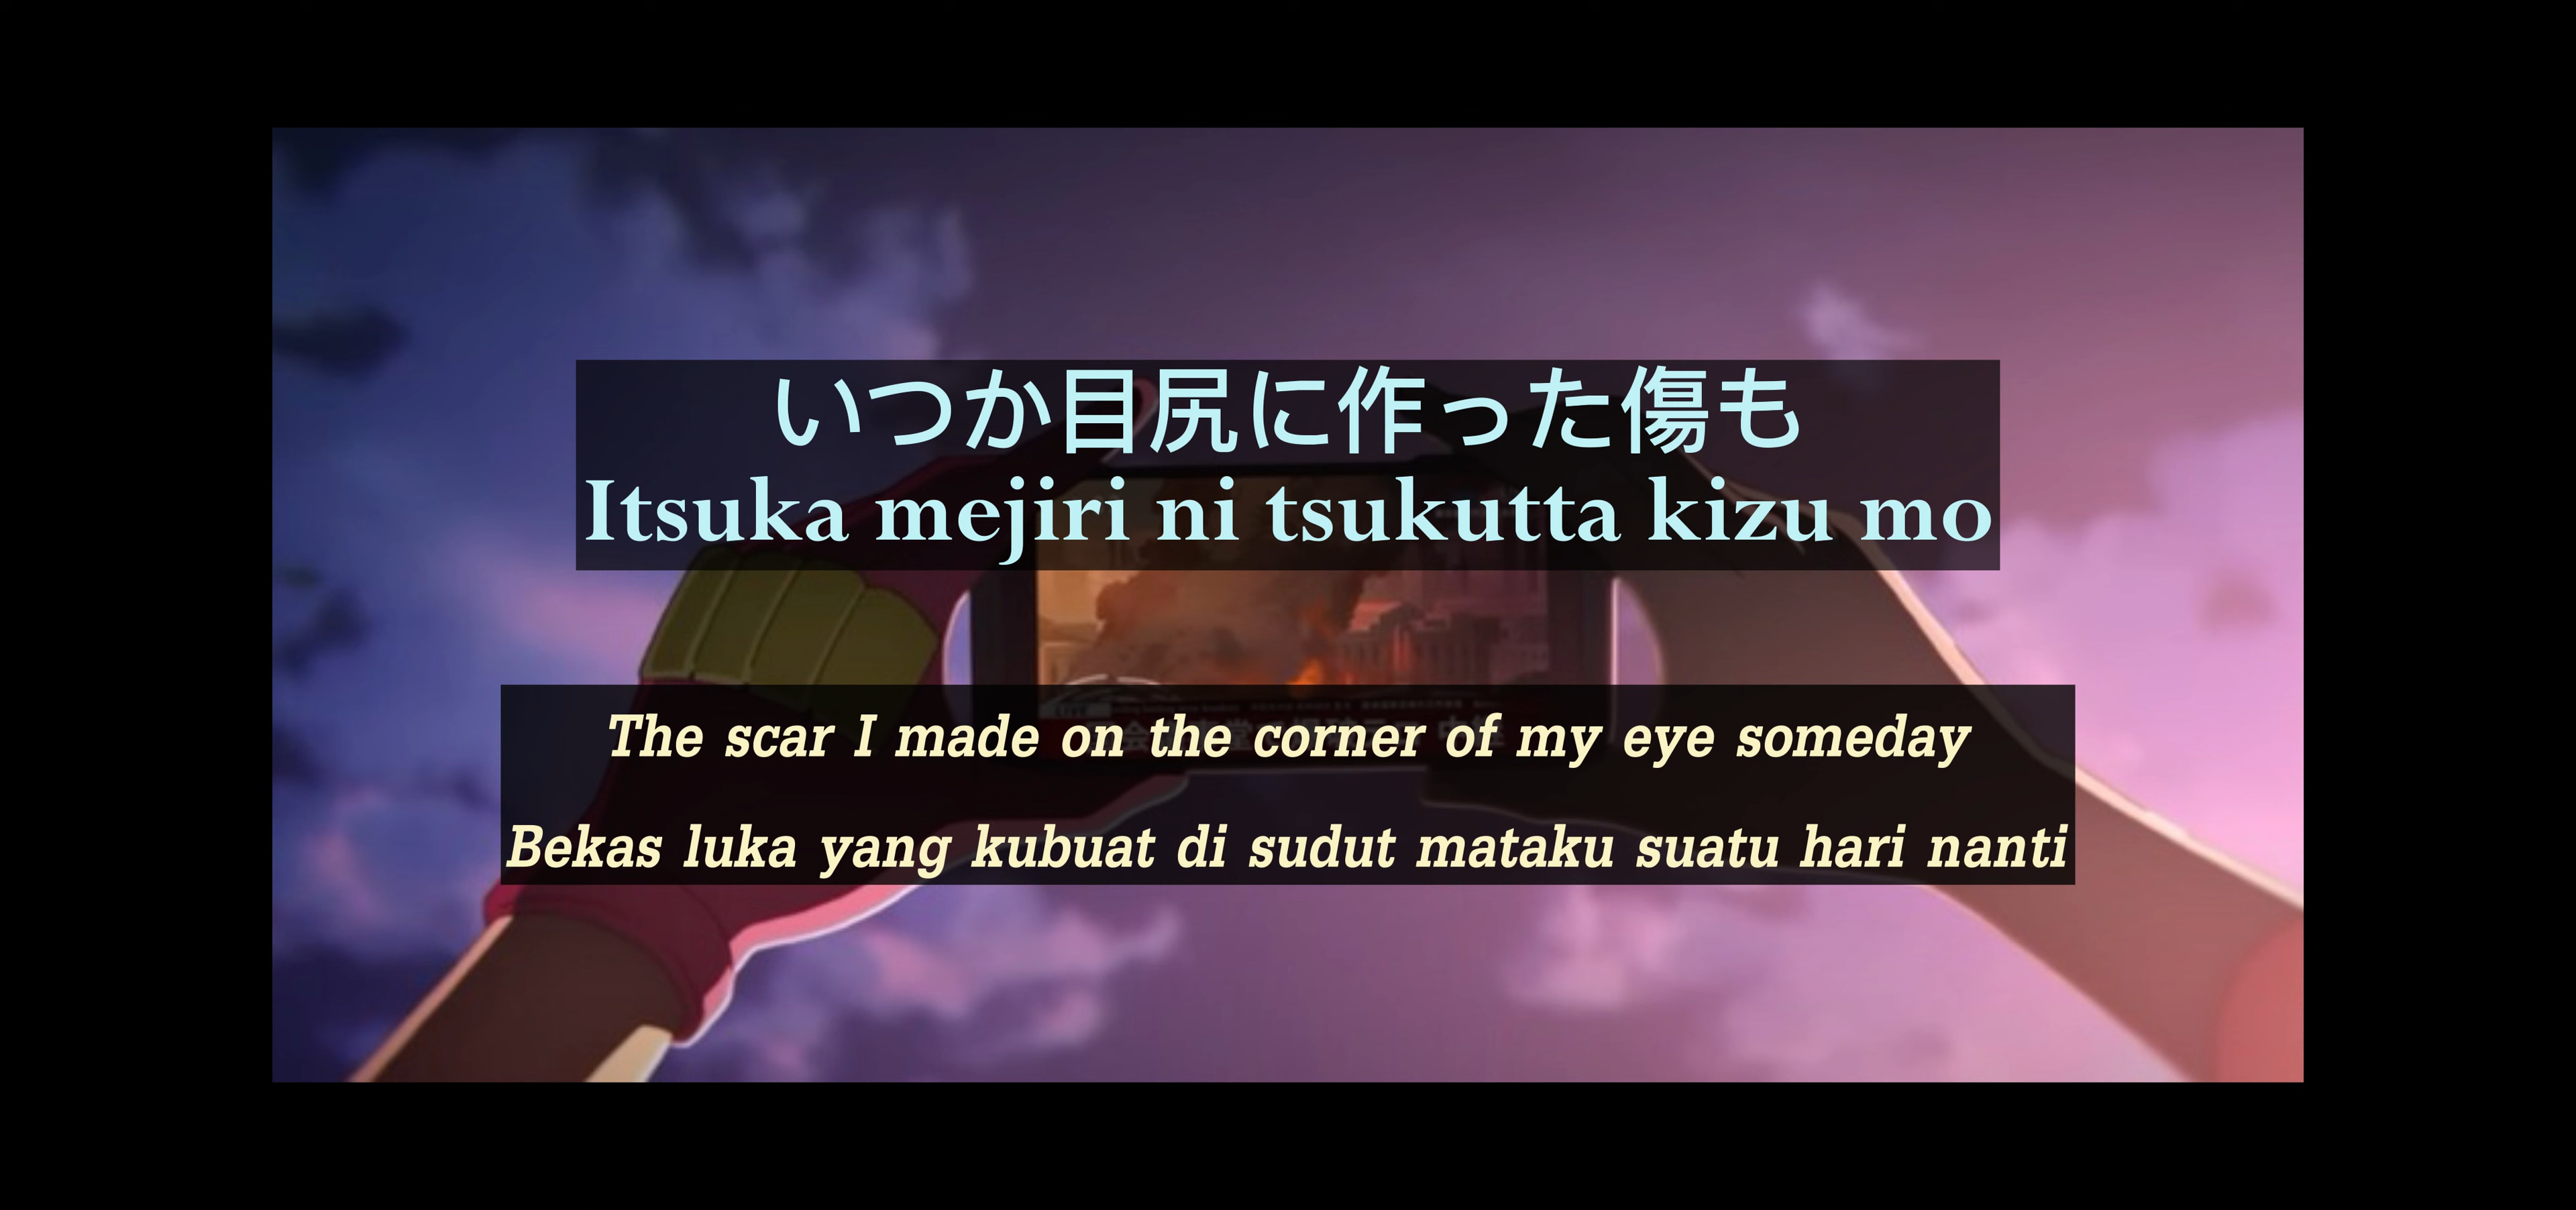 いつか目尻に作った傷も
Itsuka mejiri ni tsukutta kizu mo
The scar I made on the corner of my eye someday
Bekas luka yang kubuat di sudut mataku suatu hari nanti